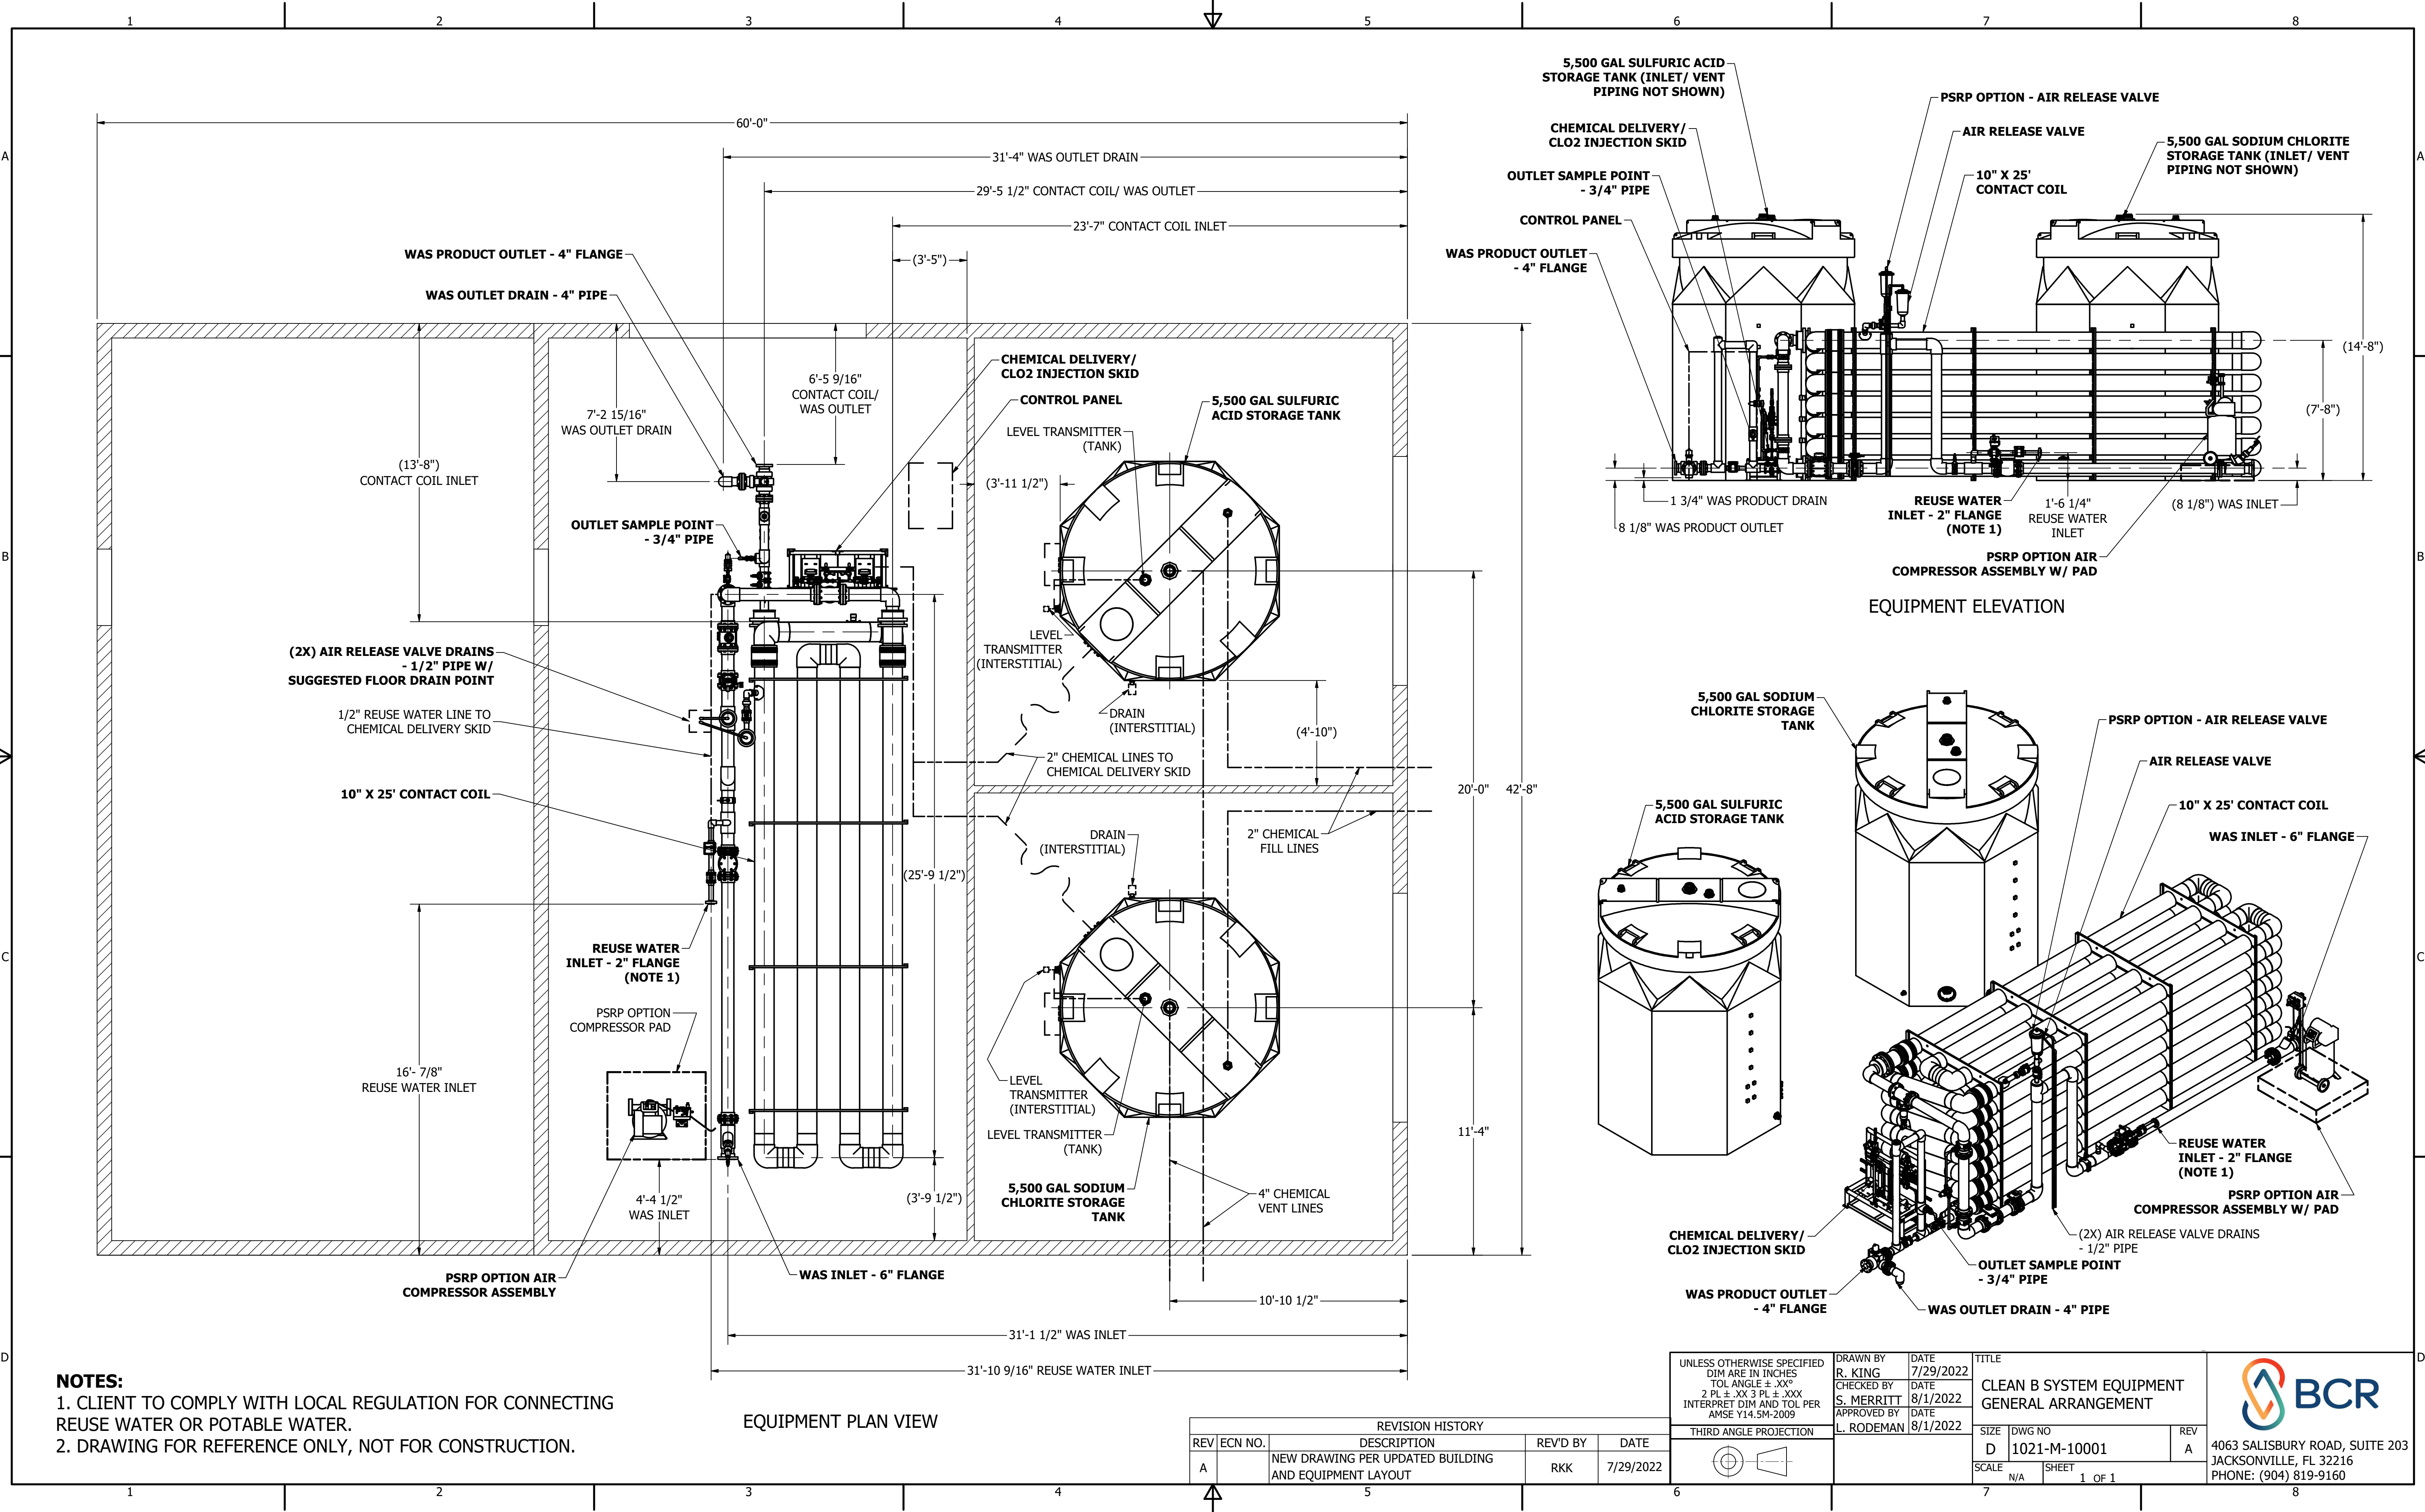 1 2 3 4 5 6 7 8
A
B
C
D
60'-0"
31'-4" WAS OUTLET DRAIN
29'-5 1/2" CONTACT COIL/ WAS OUTLET
23'-7" CONTACT COIL INLET
(3'-5")
WAS PRODUCT OUTLET - 4" FLANGE
WAS OUTLET DRAIN - 4" PIPE
7'-2 15/16"
WAS OUTLET DRAIN
6'-5 9/16"
CONTACT COIL/
WAS OUTLET
(13'-8")
CONTACT COIL INLET
CHEMICAL DELIVERY/
CLO2 INJECTION SKID
CONTROL PANEL
LEVEL TRANSMITTER
(TANK)
5,500 GAL SULFURIC
ACID STORAGE TANK
(3'-11 1/2")
OUTLET SAMPLE POINT
- 3/4" PIPE
LEVEL
TRANSMITTER
(INTERSTITIAL)
(2X) AIR RELEASE VALVE DRAINS
- 1/2" PIPE W/
SUGGESTED FLOOR DRAIN POINT
1/2" REUSE WATER LINE TO
CHEMICAL DELIVERY SKID
DRAIN
(INTERSTITIAL)
(4'-10")
2" CHEMICAL LINES TO
CHEMICAL DELIVERY SKID
10" X 25' CONTACT COIL
20'-0"
42'-8"
DRAIN
(INTERSTITIAL)
2" CHEMICAL
FILL LINES
(25'-9 1/2")
REUSE WATER
INLET - 2" FLANGE
(NOTE 1)
PSRP OPTION
COMPRESSOR PAD
16'- 7/8"
REUSE WATER INLET
LEVEL
TRANSMITTER
(INTERSTITIAL)
LEVEL TRANSMITTER
(TANK)
11'-4"
5,500 GAL SODIUM
CHLORITE STORAGE
TANK
4" CHEMICAL
VENT LINES
4'-4 1/2"
WAS INLET
(3'-9 1/2")
PSRP OPTION AIR
COMPRESSOR ASSEMBLY
WAS INLET - 6" FLANGE
10'-10 1/2"
31'-1 1/2" WAS INLET
31'-10 9/16" REUSE WATER INLET
EQUIPMENT PLAN VIEW
NOTES:
1. CLIENT TO COMPLY WITH LOCAL REGULATION FOR CONNECTING
REUSE WATER OR POTABLE WATER.
2. DRAWING FOR REFERENCE ONLY, NOT FOR CONSTRUCTION.
5,500 GAL SULFURIC ACID
STORAGE TANK (INLET/ VENT
PIPING NOT SHOWN)
CHEMICAL DELIVERY/
CLO2 INJECTION SKID
OUTLET SAMPLE POINT
- 3/4" PIPE
CONTROL PANEL
WAS PRODUCT OUTLET
- 4" FLANGE
PSRP OPTION - AIR RELEASE VALVE
AIR RELEASE VALVE
10" X 25'
CONTACT COIL
5,500 GAL SODIUM CHLORITE
STORAGE TANK (INLET/ VENT
PIPING NOT SHOWN)
(14'-8")
(7'-8")
1 3/4" WAS PRODUCT DRAIN
8 1/8" WAS PRODUCT OUTLET
REUSE WATER
INLET - 2" FLANGE
(NOTE 1)
1'-6 1/4"
REUSE WATER
INLET
(8 1/8") WAS INLET
PSRP OPTION AIR
COMPRESSOR ASSEMBLY W/ PAD
EQUIPMENT ELEVATION
5,500 GAL SODIUM
CHLORITE STORAGE
TANK
PSRP OPTION - AIR RELEASE VALVE
AIR RELEASE VALVE
10" X 25' CONTACT COIL
WAS INLET - 6" FLANGE
5,500 GAL SULFURIC
ACID STORAGE TANK
REUSE WATER
INLET - 2" FLANGE
(NOTE 1)
PSRP OPTION AIR
COMPRESSOR ASSEMBLY W/ PAD
(2X) AIR RELEASE VALVE DRAINS
- 1/2" PIPE
CHEMICAL DELIVERY/
CLO2 INJECTION SKID
OUTLET SAMPLE POINT
- 3/4" PIPE
WAS PRODUCT OUTLET
- 4" FLANGE
WAS OUTLET DRAIN - 4" PIPE
REVISION HISTORY
REV ECN NO. DESCRIPTION REV'D BY DATE
A NEW DRAWING PER UPDATED BUILDING
AND EQUIPMENT LAYOUT RKK 7/29/2022
UNLESS OTHERWISE SPECIFIED
DIM ARE IN INCHES
TOL ANGLE ± .XX°
2 PL ± .XX 3 PL ± .XXX
INTERPRET DIM AND TOL PER
AMSE Y14.5M-2009
THIRD ANGLE PROJECTION
DRAWN BY DATE
R. KING 7/29/2022
CHECKED BY DATE
S. MERRITT 8/1/2022
APPROVED BY DATE
L. RODEMAN 8/1/2022
TITLE
CLEAN B SYSTEM EQUIPMENT
GENERAL ARRANGEMENT
SIZE DWG NO REV
D 1021-M-10001 A
SCALE N/A SHEET 1 OF 1
BCR
4063 SALISBURY ROAD, SUITE 203
JACKSONVILLE, FL 32216
PHONE: (904) 819-9160
A
B
C
D
1 2 3 4 5 6 7 8